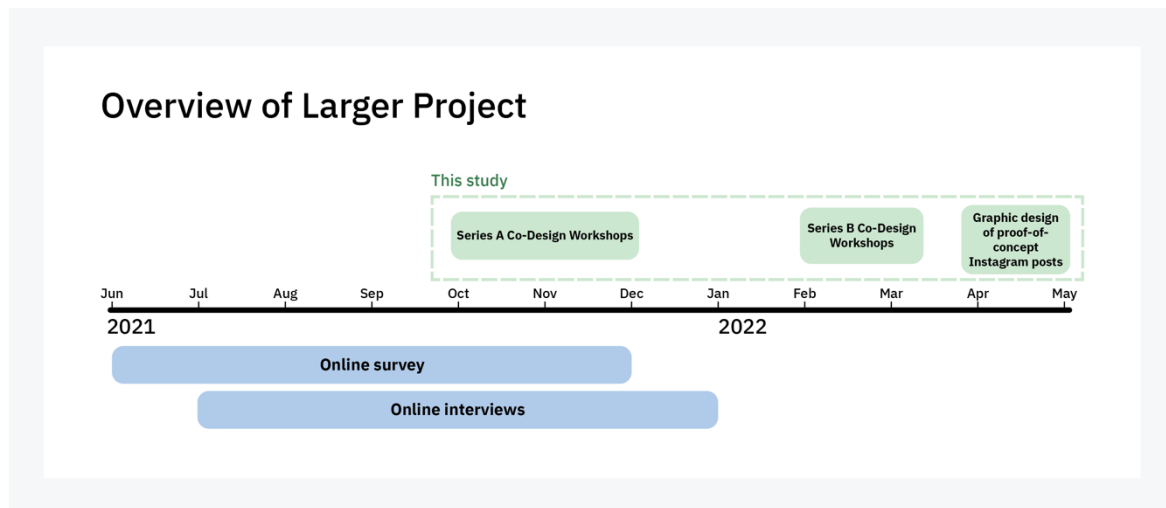 Overview of Larger Project
This study
Series A Co-Design Workshops
Series B Co-Design
Workshops
Graphic design
of proof-of-
concept
Instagram posts
Jun Jul Aug Sep Oct Nov Dec Jan Feb Mar Apr May
2021 2022
Online survey
Online interviews